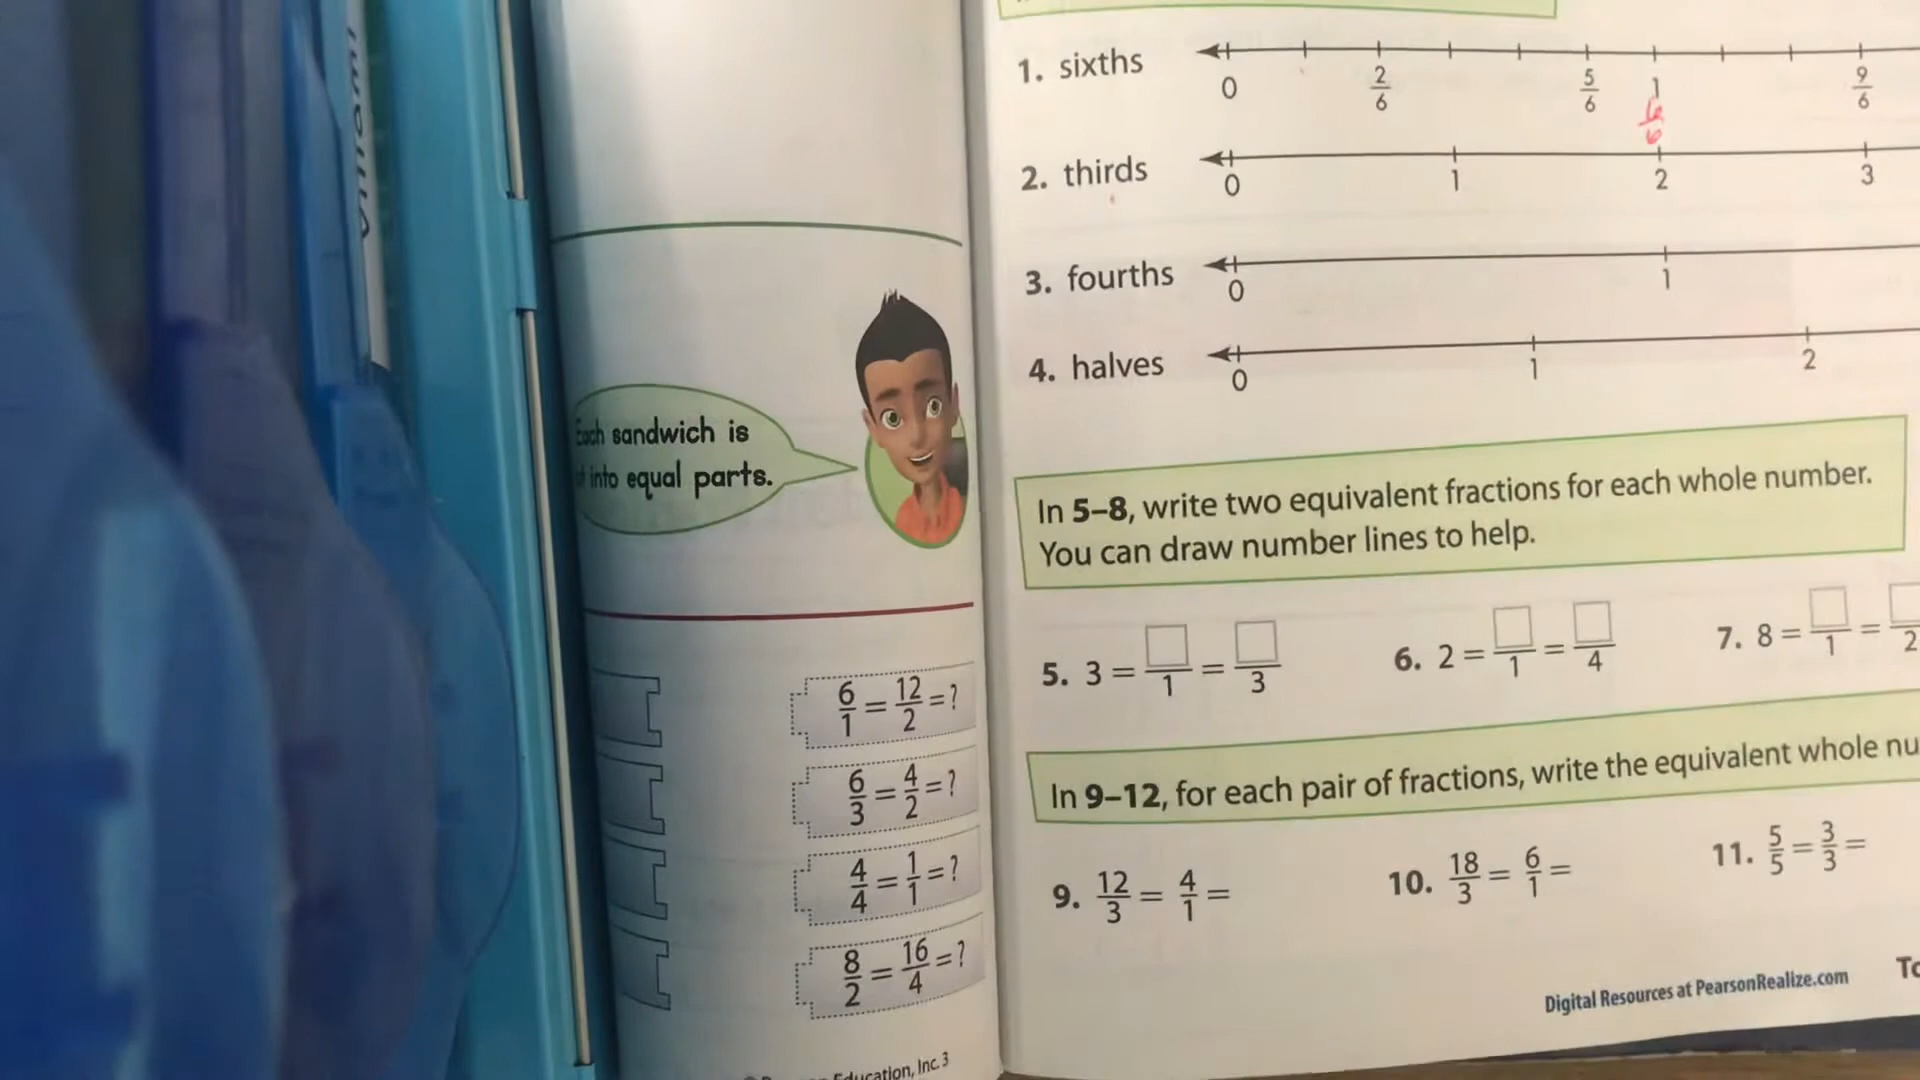 sandwich is
into equal parts.
6/1 = 12/2 = ?
6/3 = 4/2 = ?
4/4 = 1/1 = ?
8/2 = 16/4 = ?
Education, Inc. 3
1. sixths
0 2/6 5/6 1 9/6
6/6
2. thirds
0 1 2 3
3. fourths
0 1
4. halves
0 1 2
In 5–8, write two equivalent fractions for each whole number.
You can draw number lines to help.
5. 3 = □/1 = □/3
6. 2 = □/1 = □/4
7. 8 = □/1 = □/2
In 9–12, for each pair of fractions, write the equivalent whole nu
9. 12/3 = 4/1 =
10. 18/3 = 6/1 =
11. 5/5 = 3/3 =
Digital Resources at PearsonRealize.com